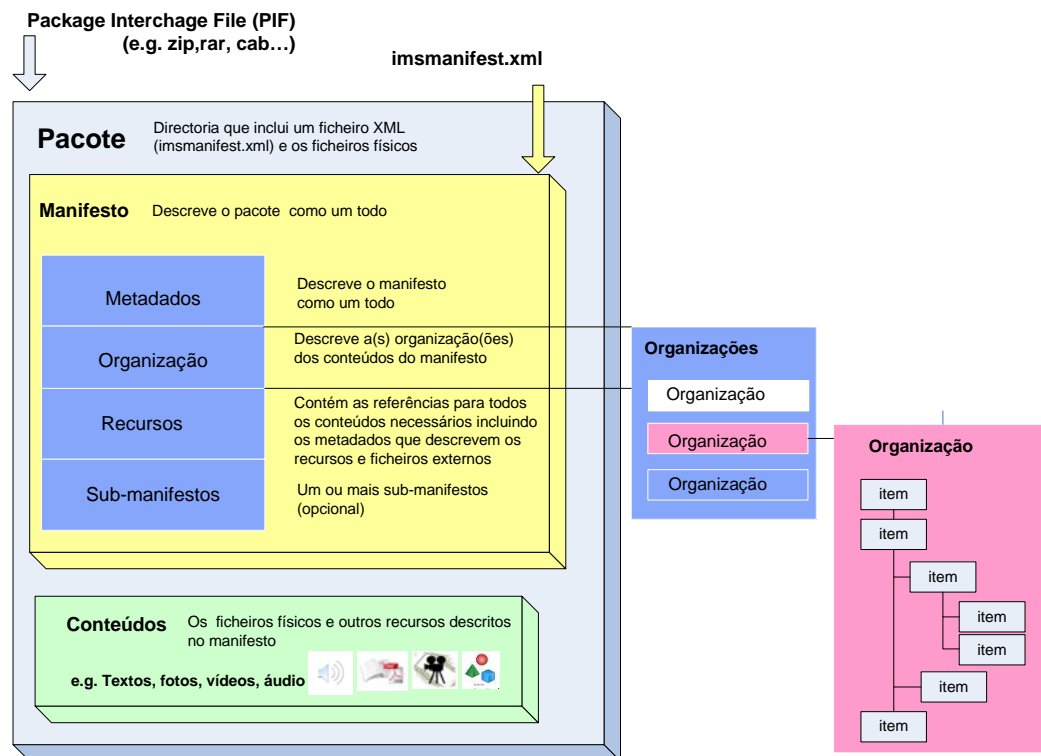 Package Interchage File (PIF)
(e.g. zip,rar, cab…)
imsmanifest.xml
Pacote
Directoria que inclui um ficheiro XML
(imsmanifest.xml) e os ficheiros físicos
Manifesto
Descreve o pacote como um todo
Metadados
Descreve o manifesto
como um todo
Organização
Descreve a(s) organização(ões)
dos conteúdos do manifesto
Recursos
Contém as referências para todos
os conteúdos necessários incluindo
os metadados que descrevem os
recursos e ficheiros externos
Sub-manifestos
Um ou mais sub-manifestos
(opcional)
Conteúdos
Os ficheiros físicos e outros recursos descritos
no manifesto
e.g. Textos, fotos, vídeos, áudio
Organizações
Organização
Organização
Organização
Organização
item
item
item
item
item
item
item